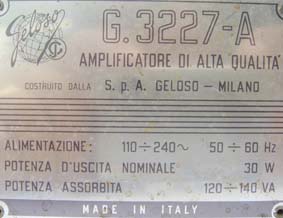 Geloso
G.3227-A
AMPLIFICATORE DI ALTA QUALITA'
COSTRUITO DALLA S.p.A. GELOSO - MILANO
ALIMENTAZIONE: 110÷240~ 50÷60 Hz
POTENZA D'USCITA NOMINALE 30 W
POTENZA ASSORBITA 120÷140 VA
MADE IN ITALY